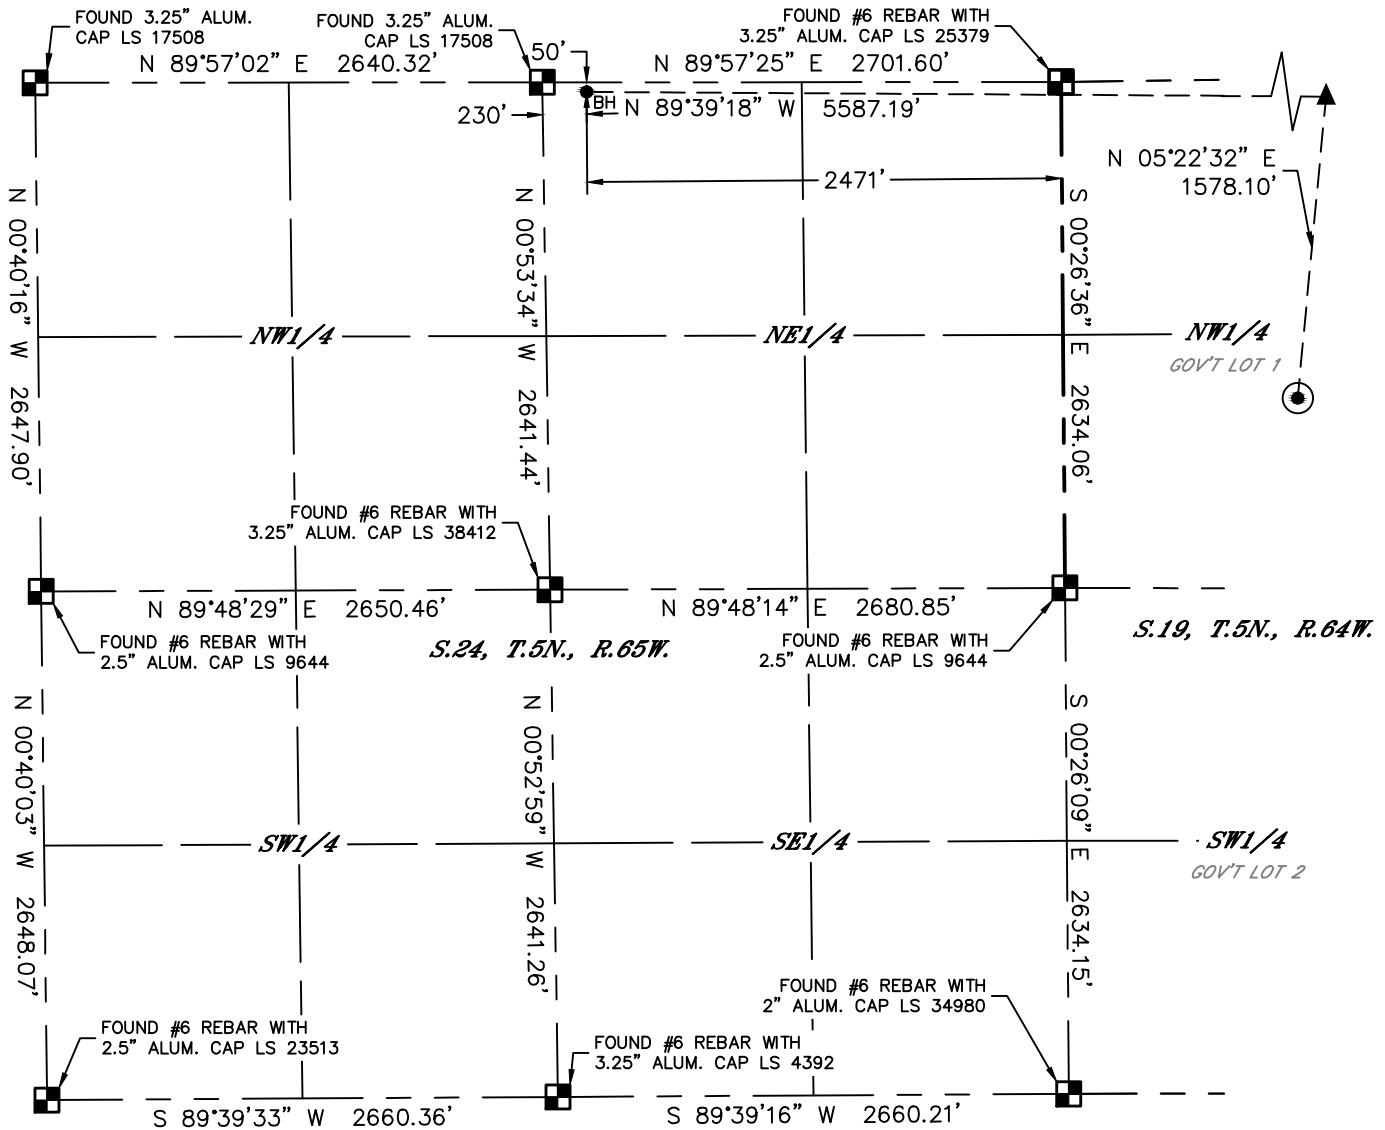 FOUND 3.25" ALUM.
CAP LS 17508
FOUND 3.25" ALUM.
CAP LS 17508
FOUND #6 REBAR WITH
3.25" ALUM. CAP LS 25379
50'
N 89°57'02" E 2640.32'
N 89°57'25" E 2701.60'
BH
230'
N 89°39'18" W 5587.19'
N 05°22'32" E
1578.10'
2471'
N 00°40'16" W 2647.90'
N 00°53'34" W 2641.44'
S 00°26'36" E 2634.06'
NW1/4
NE1/4
NW1/4
GOV'T LOT 1
FOUND #6 REBAR WITH
3.25" ALUM. CAP LS 38412
N 89°48'29" E 2650.46'
N 89°48'14" E 2680.85'
FOUND #6 REBAR WITH
2.5" ALUM. CAP LS 9644
S.24, T.5N., R.65W.
FOUND #6 REBAR WITH
2.5" ALUM. CAP LS 9644
S.19, T.5N., R.64W.
N 00°40'03" W 2648.07'
N 00°52'59" W 2641.26'
S 00°26'09" E 2634.15'
SW1/4
SE1/4
SW1/4
GOV'T LOT 2
FOUND #6 REBAR WITH
2" ALUM. CAP LS 34980
FOUND #6 REBAR WITH
2.5" ALUM. CAP LS 23513
FOUND #6 REBAR WITH
3.25" ALUM. CAP LS 4392
S 89°39'33" W 2660.36'
S 89°39'16" W 2660.21'